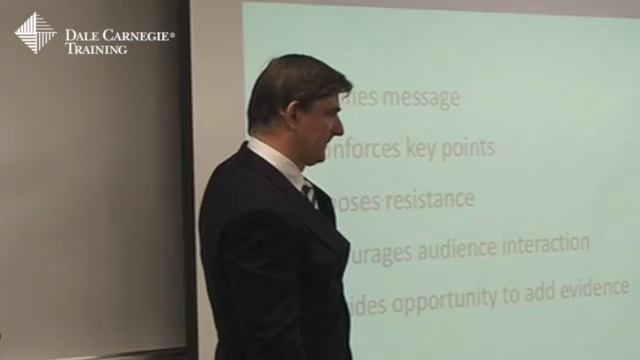 DALE CARNEGIE®
TRAINING
message
key points
resistance
audience interaction
opportunity to add evidence